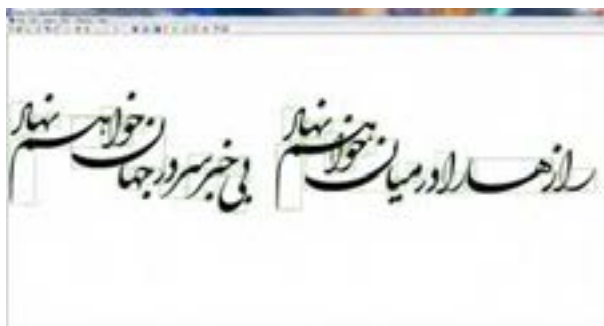 رازها را در میان خواهم نهاد
بی خبر سر در جهان خواهم نهاد